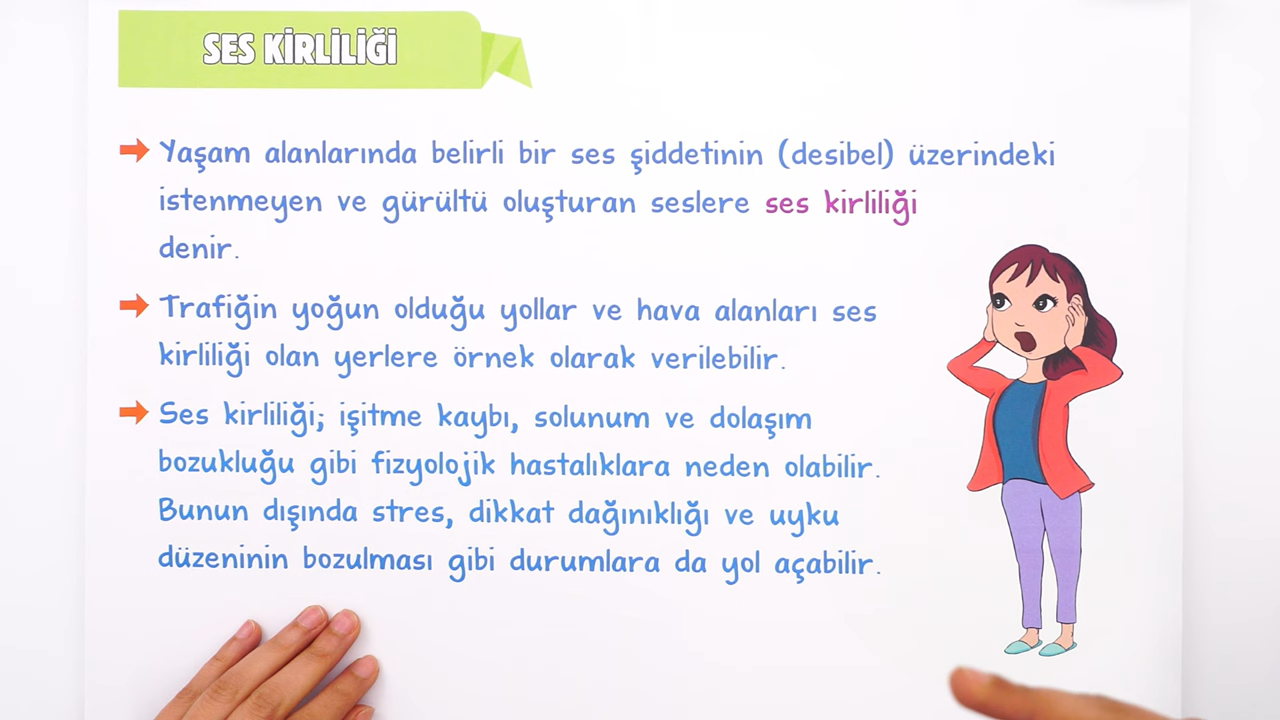 SES KİRLİLİĞİ
Yaşam alanlarında belirli bir ses şiddetinin (desibel) üzerindeki
istenmeyen ve gürültü oluşturan seslere ses kirliliği
denir.
Trafiğin yoğun olduğu yollar ve hava alanları ses
kirliliği olan yerlere örnek olarak verilebilir.
Ses kirliliği; işitme kaybı, solunum ve dolaşım
bozukluğu gibi fizyolojik hastalıklara neden olabilir.
Bunun dışında stres, dikkat dağınıklığı ve uyku
düzeninin bozulması gibi durumlara da yol açabilir.